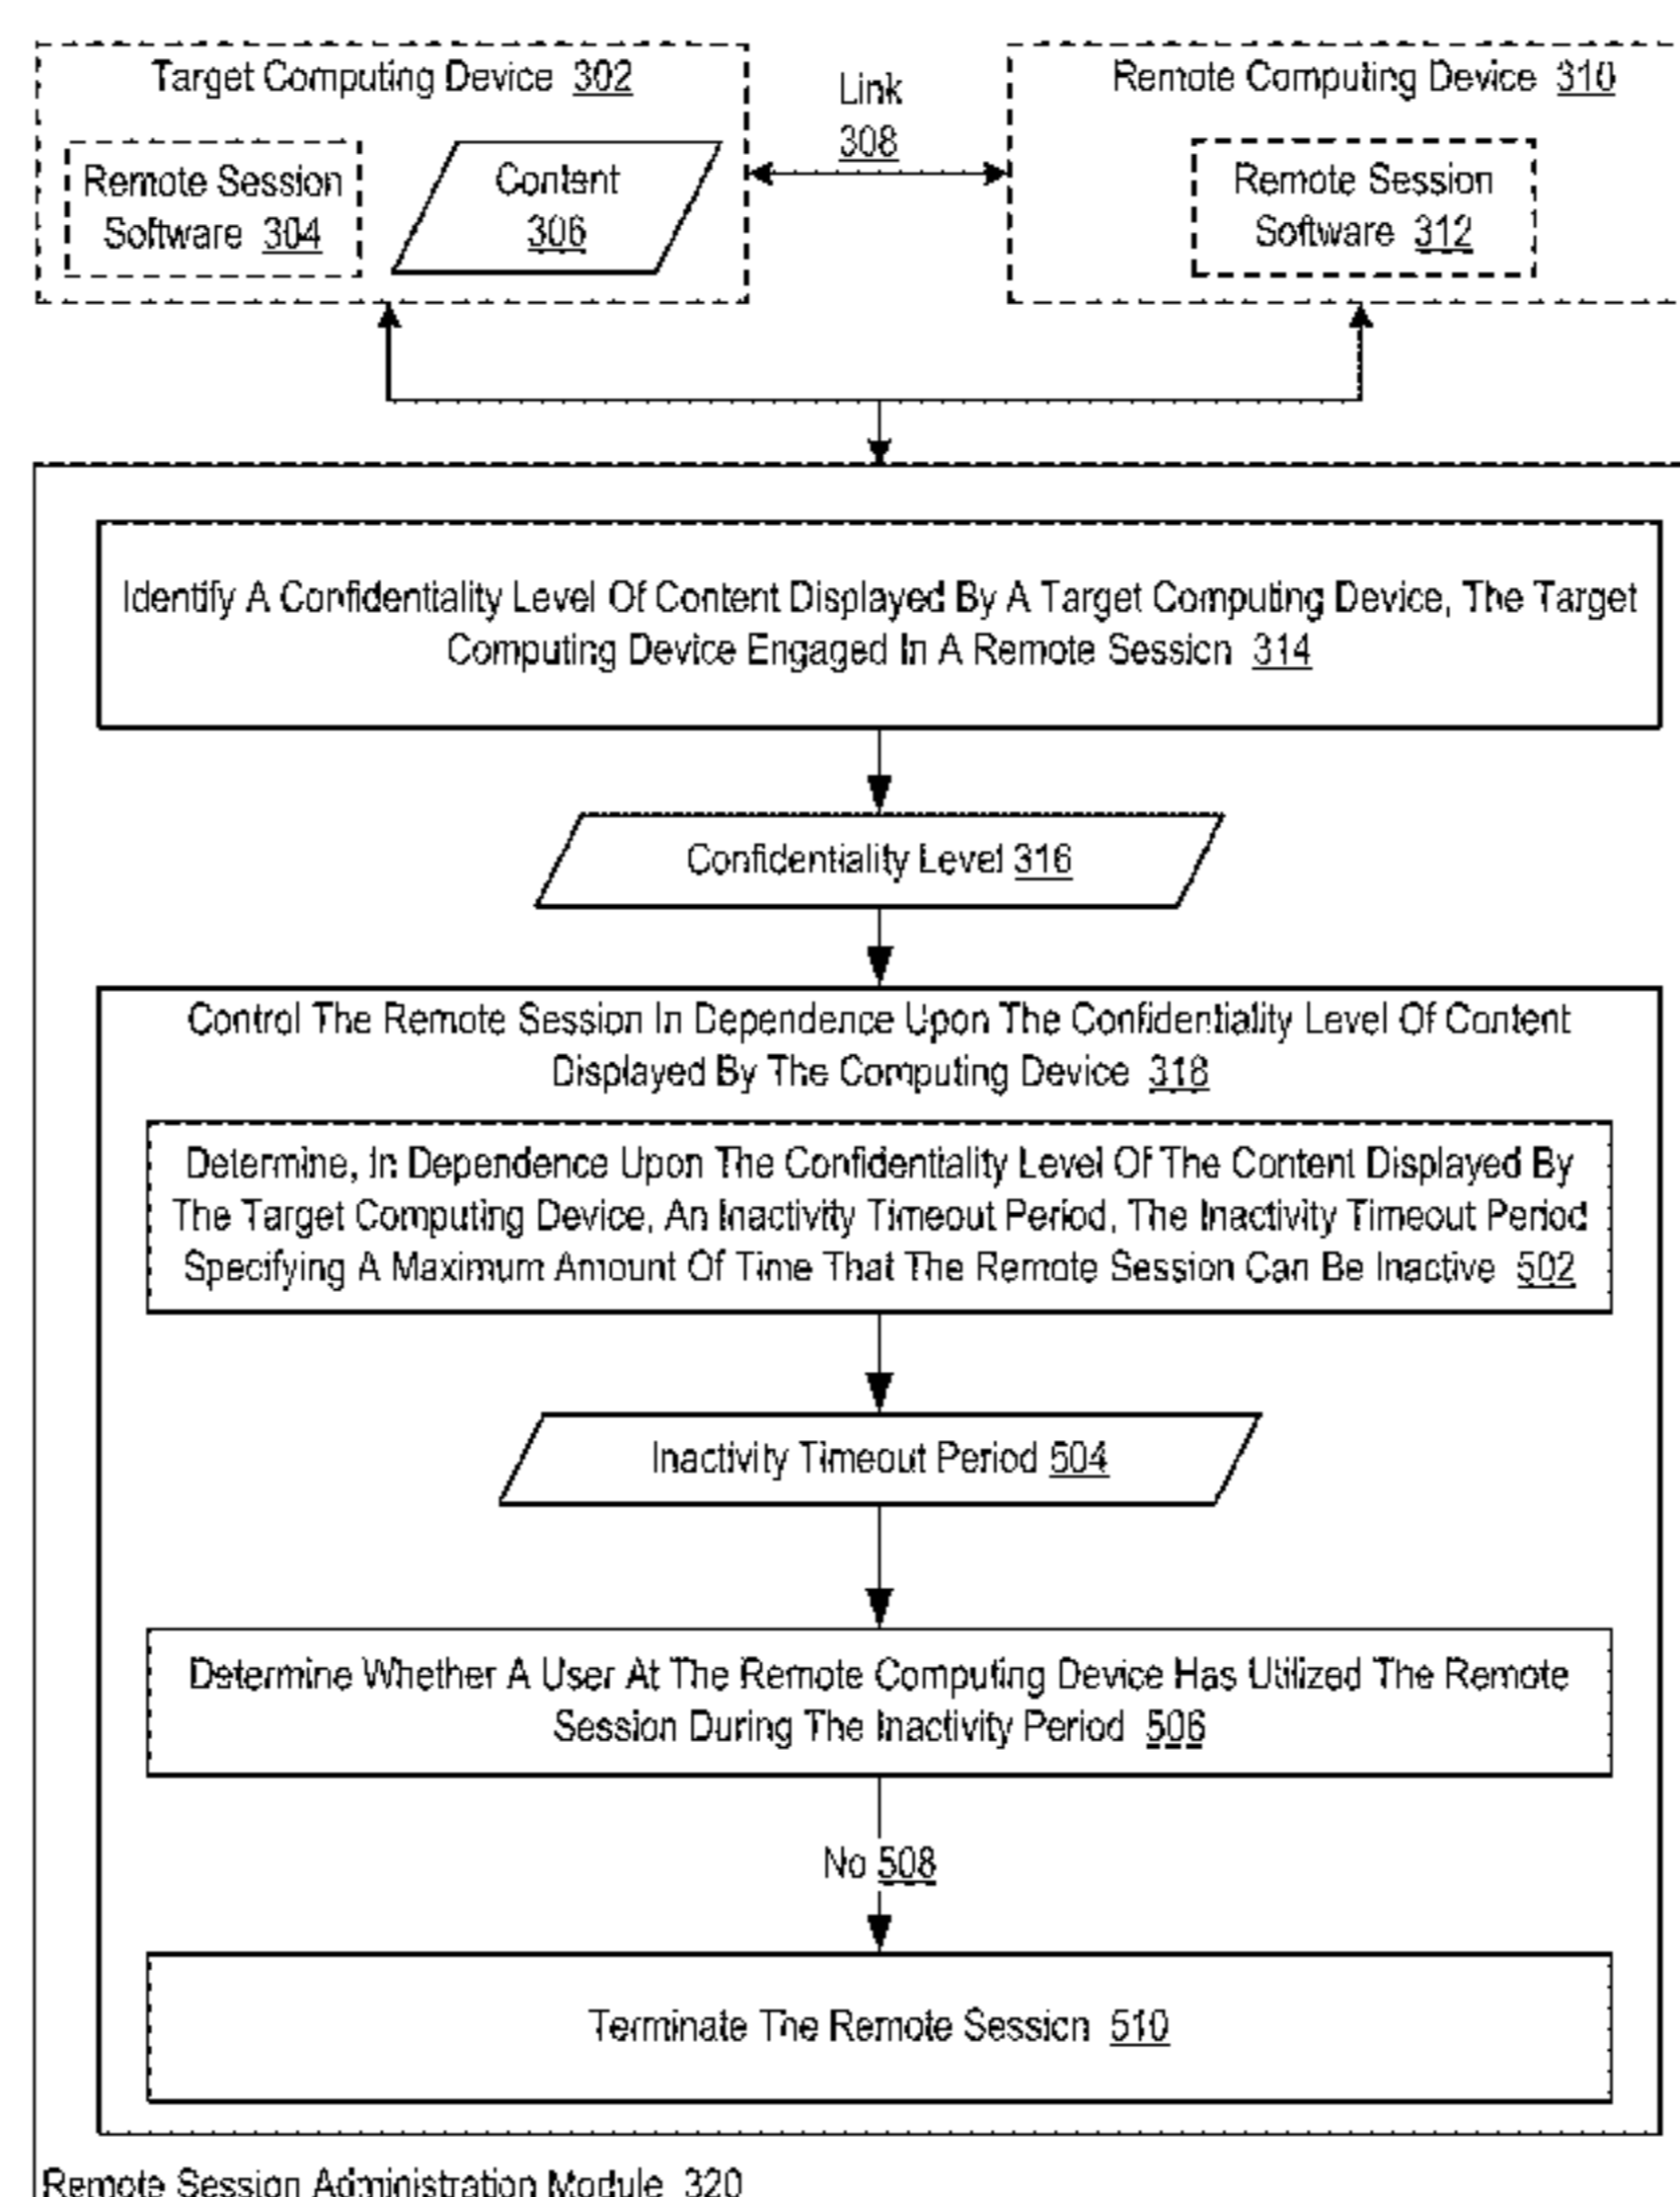 Target Computing Device 302
Link
308
Remote Computing Device 310
Remote Session
Software 304
Content
306
Remote Session
Software 312
Identify A Confidentiality Level Of Content Displayed By A Target Computing Device, The Target
Computing Device Engaged In A Remote Session 314
Confidentiality Level 316
Control The Remote Session In Dependence Upon The Confidentiality Level Of Content
Displayed By The Computing Device 318
Determine, In Dependence Upon The Confidentiality Level Of The Content Displayed By
The Target Computing Device, An Inactivity Timeout Period, The Inactivity Timeout Period
Specifying A Maximum Amount Of Time That The Remote Session Can Be Inactive 502
Inactivity Timeout Period 504
Determine Whether A User At The Remote Computing Device Has Utilized The Remote
Session During The Inactivity Period 506
No 508
Terminate The Remote Session 510
Remote Session Administration Module 320